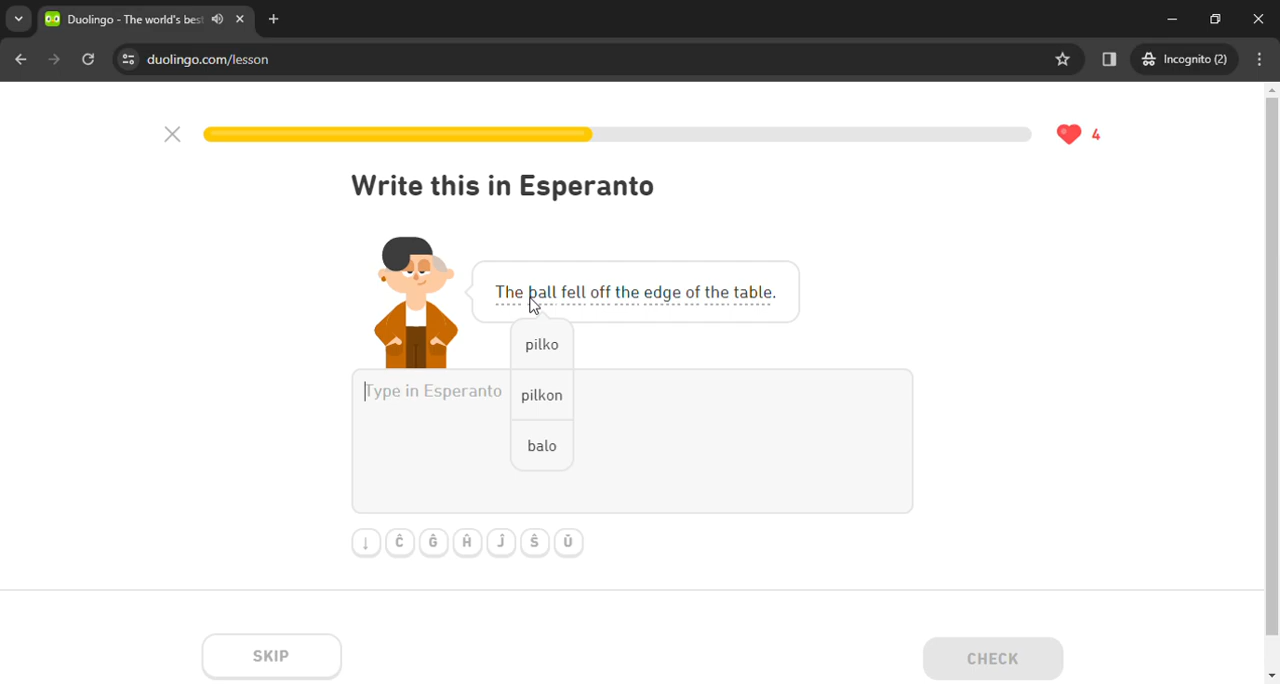 Duolingo - The world's best
duolingo.com/lesson
Incognito (2)
4
Write this in Esperanto
The ball fell off the edge of the table.
pilko
pilkon
balo
Type in Esperanto
↓ Ĉ Ĝ Ĥ Ĵ Ŝ Ŭ
SKIP
CHECK